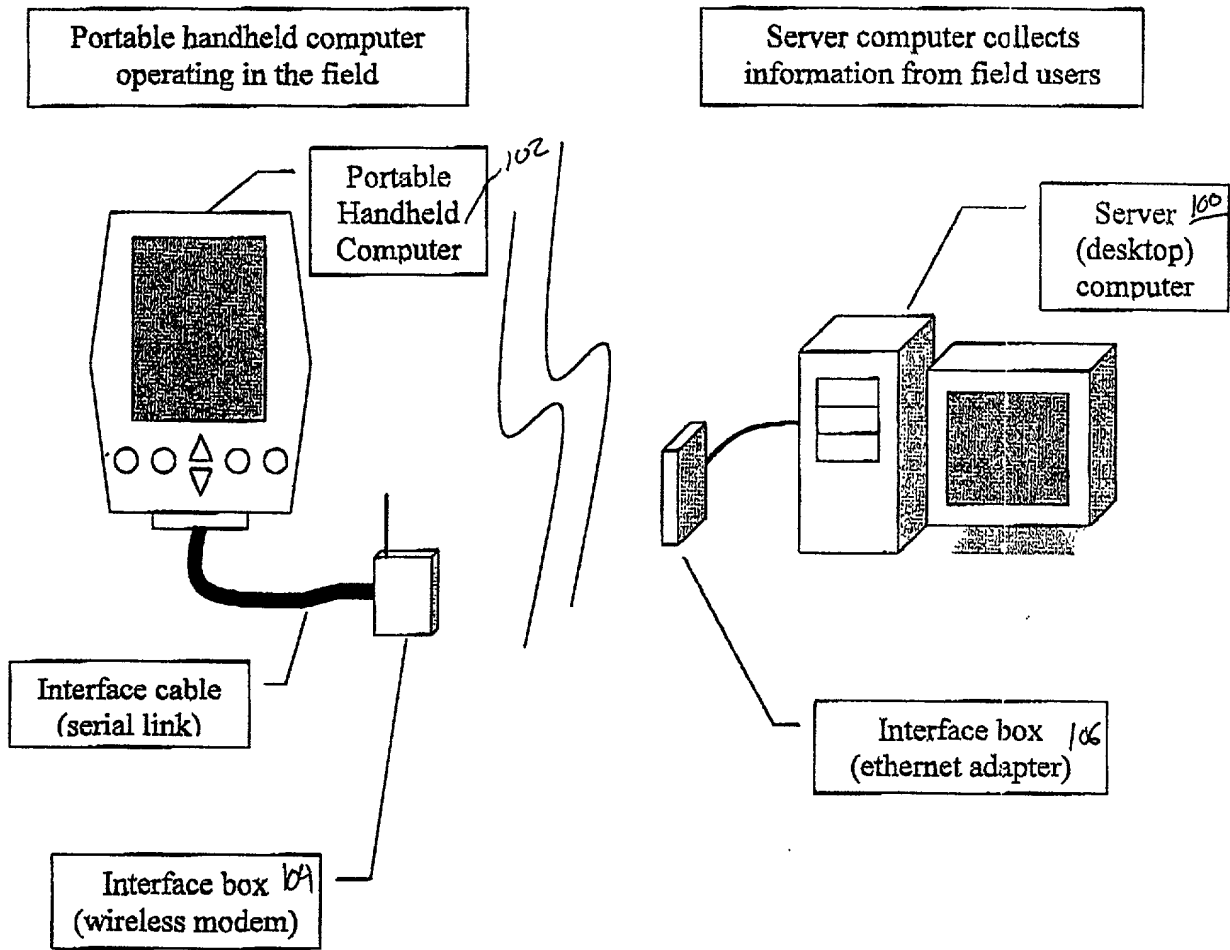 Portable handheld computer
operating in the field
Server computer collects
information from field users
Portable
Handheld
Computer
102
Server 100
(desktop)
computer
Interface cable
(serial link)
Interface box 106
(ethernet adapter)
Interface box 104
(wireless modem)